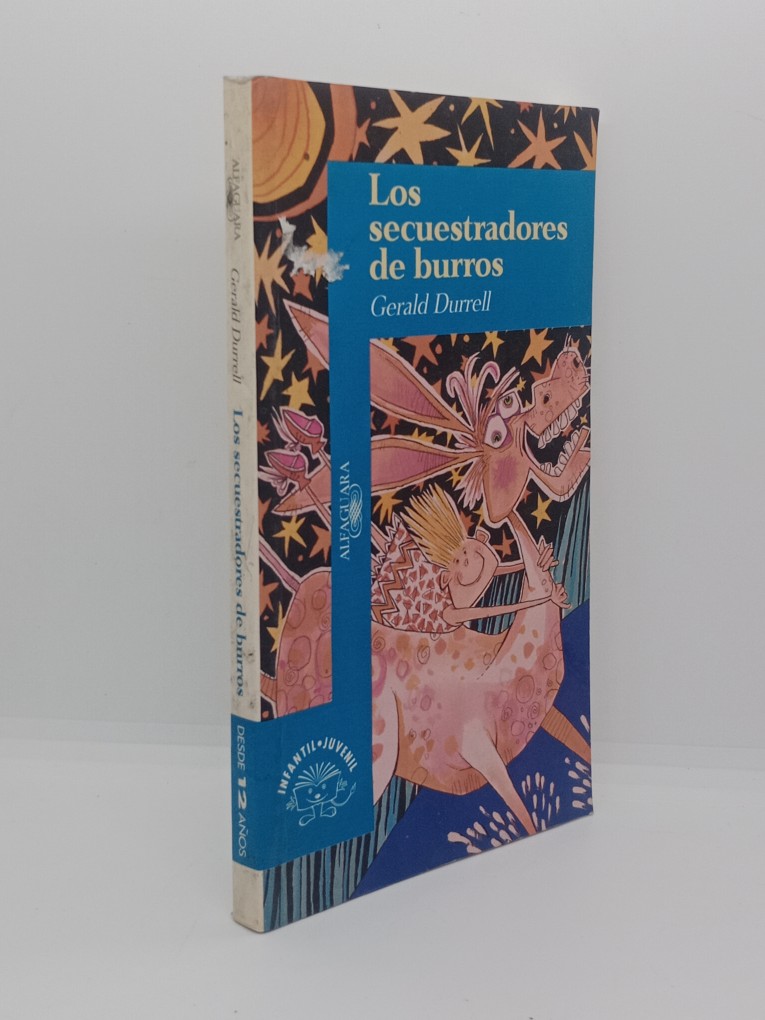 Los
secuestradores
de burros
Gerald Durrell
ALFAGUARA
INFANTIL • JUVENIL
ALFAGUARA
Gerald Durrell
Los secuestradores de burros
DESDE 12 AÑOS